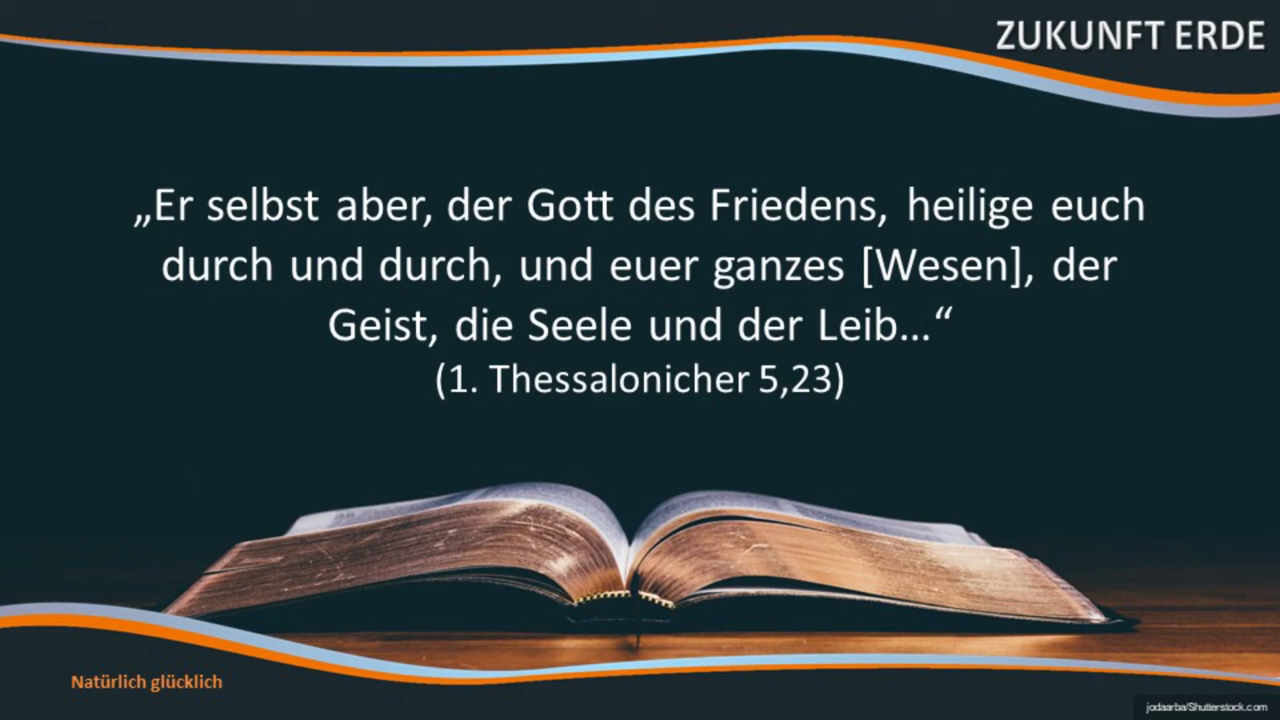 ZUKUNFT ERDE
„Er selbst aber, der Gott des Friedens, heilige euch
durch und durch, und euer ganzes [Wesen], der
Geist, die Seele und der Leib...“
(1. Thessalonicher 5,23)
Natürlich glücklich
jodaarba/Shutterstock.com